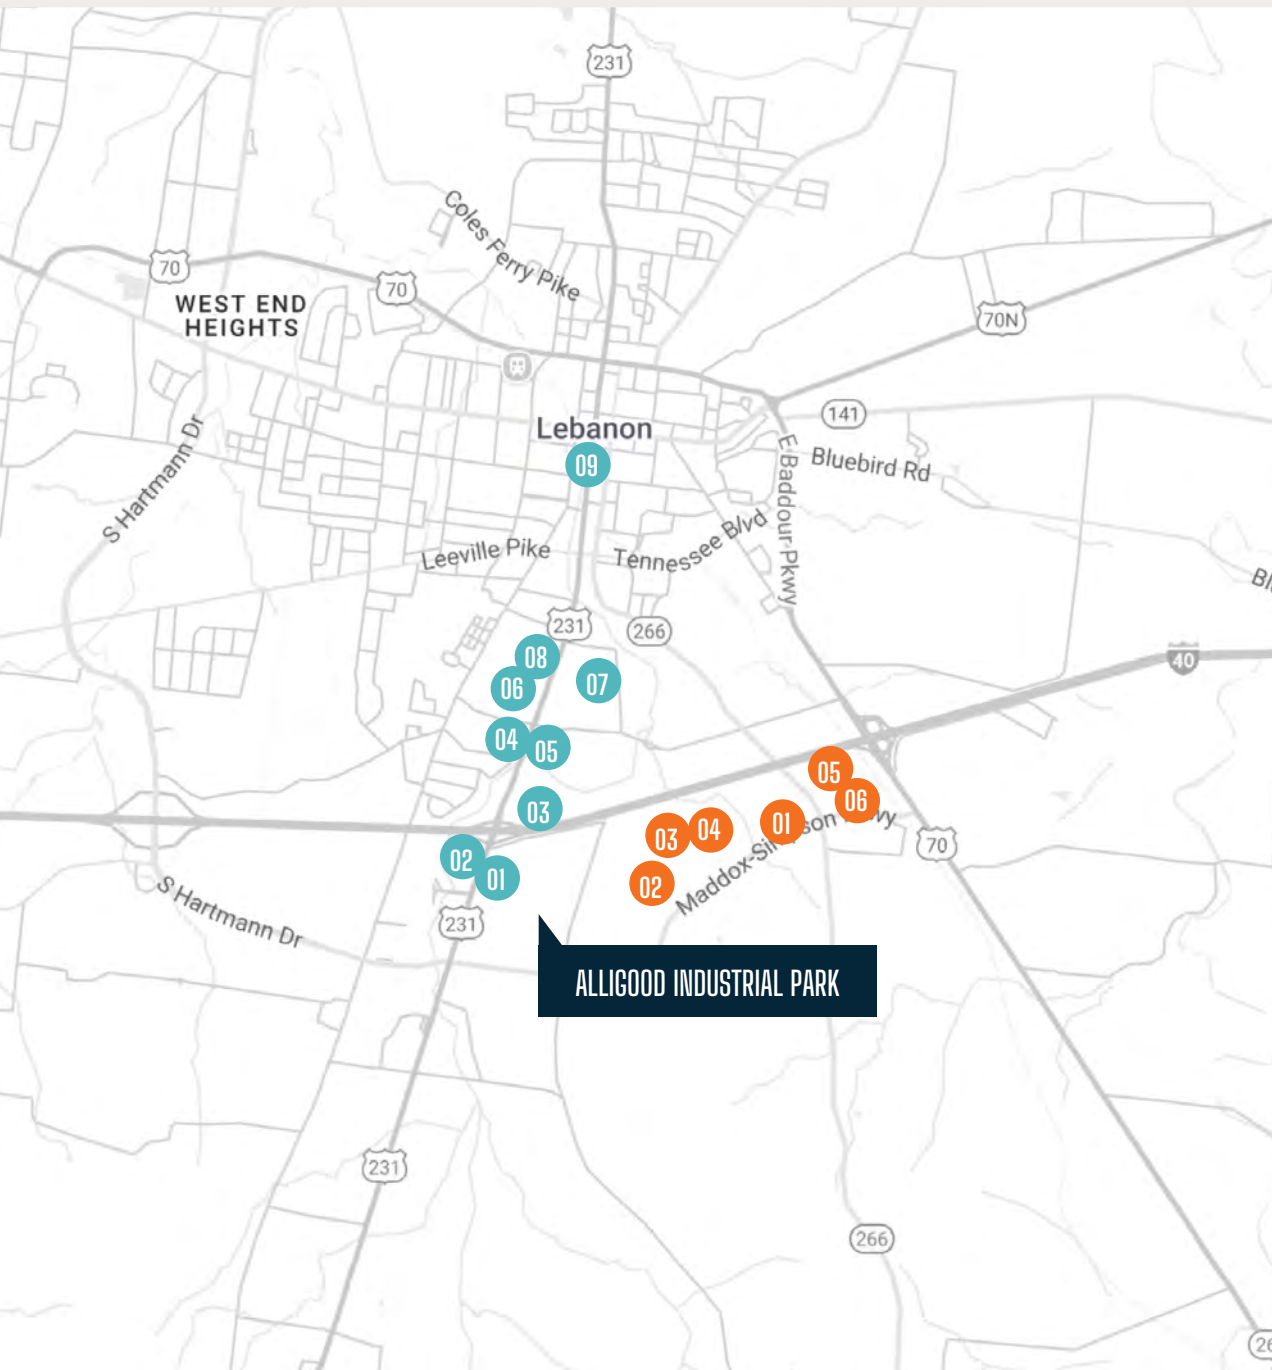 231
Coles Ferry Pike
70
70
WEST END
HEIGHTS
70N
141
Lebanon
09
Bluebird Rd
S Hartmann Dr
E Baddour Pkwy
Tennessee Blvd
Leeville Pike
231
266
08
06
07
40
04
05
03
05
06
01
04
03
02
01
02
70
231
S Hartmann Dr
ALLIGOOD INDUSTRIAL PARK
231
266